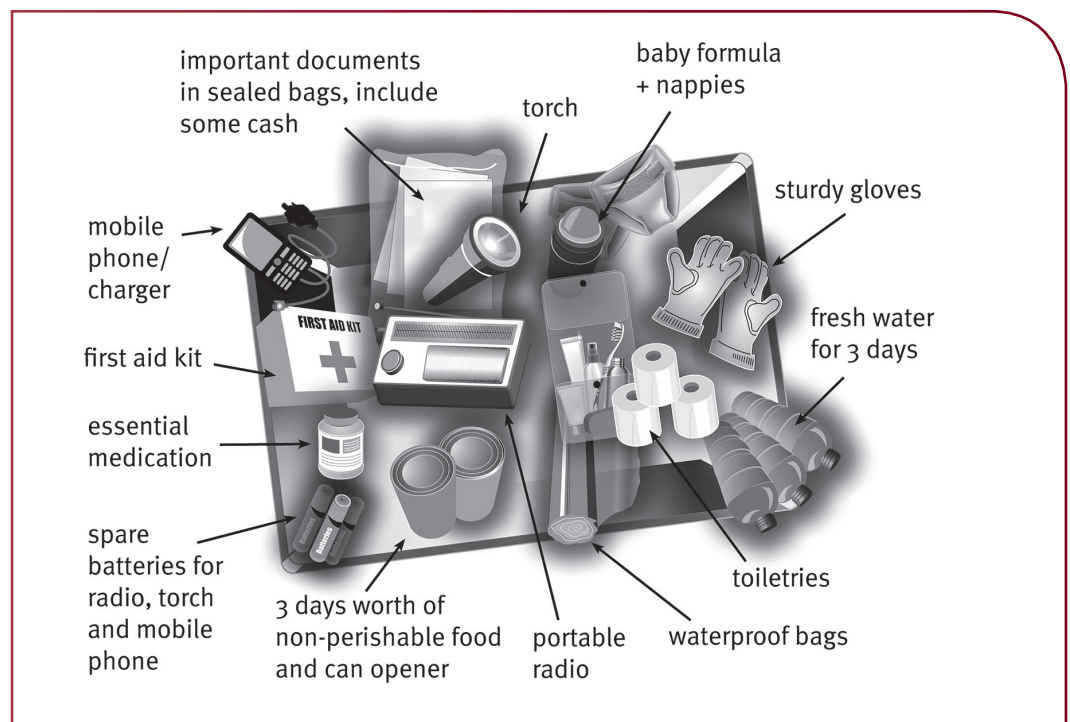 important documents
in sealed bags, include
some cash
torch
baby formula
+ nappies
sturdy gloves
mobile
phone/
charger
fresh water
for 3 days
FIRST AID KIT
first aid kit
essential
medication
Batteries
Batteries
spare
batteries for
radio, torch
and mobile
phone
3 days worth of
non-perishable food
and can opener
portable
radio
waterproof bags
toiletries